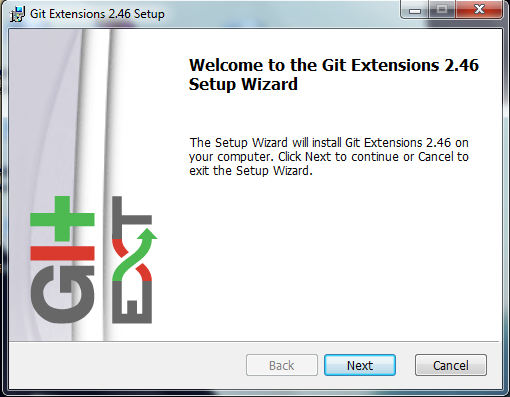 Git Extensions 2.46 Setup
Welcome to the Git Extensions 2.46
Setup Wizard
The Setup Wizard will install Git Extensions 2.46 on
your computer. Click Next to continue or Cancel to
exit the Setup Wizard.
GIt
EXT
Back
Next
Cancel